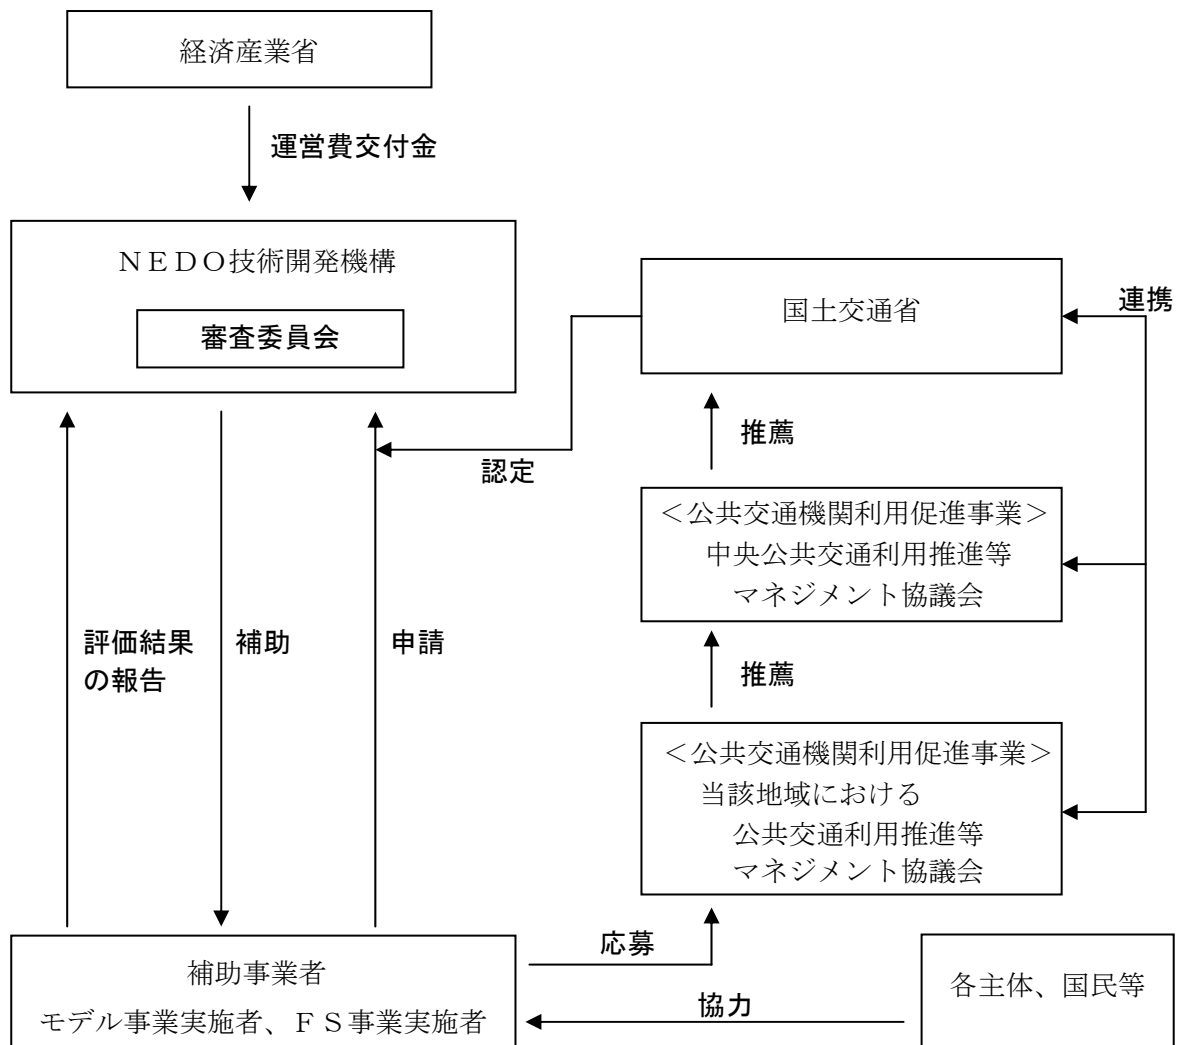 経済産業省
運営費交付金
ＮＥＤＯ技術開発機構
審査委員会
国土交通省
連携
認定
推薦
＜公共交通機関利用促進事業＞
中央公共交通利用推進等
マネジメント協議会
評価結果
の報告
補助
申請
推薦
＜公共交通機関利用促進事業＞
当該地域における
公共交通利用推進等
マネジメント協議会
応募
補助事業者
モデル事業実施者、ＦＳ事業実施者
協力
各主体、国民等